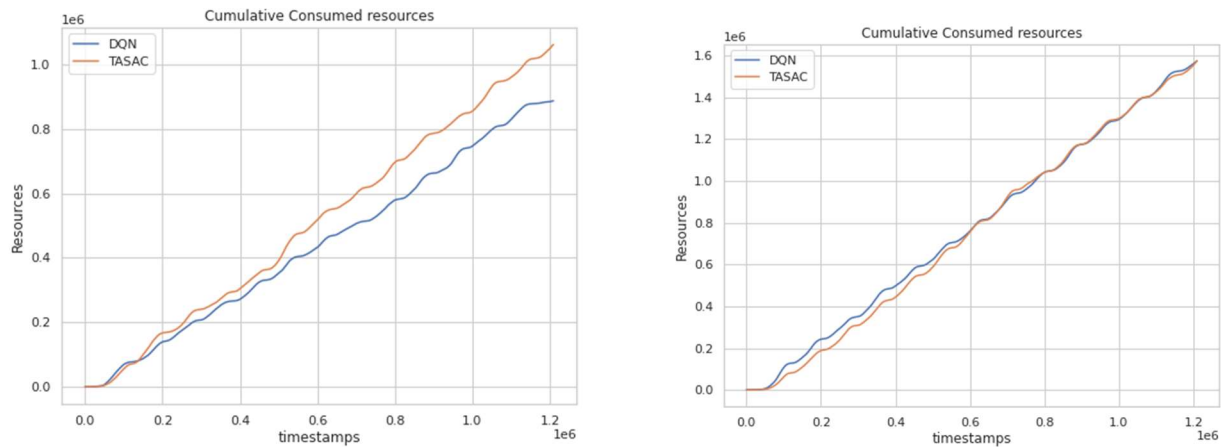 Cumulative Consumed resources
1e6
DQN
TASAC
1.0
0.8
0.6
0.4
0.2
0.0
Resources
0.0 0.2 0.4 0.6 0.8 1.0 1.2
1e6
timestamps
Cumulative Consumed resources
1e6
DQN
TASAC
1.6
1.4
1.2
1.0
0.8
0.6
0.4
0.2
0.0
Resources
0.0 0.2 0.4 0.6 0.8 1.0 1.2
1e6
timestamps